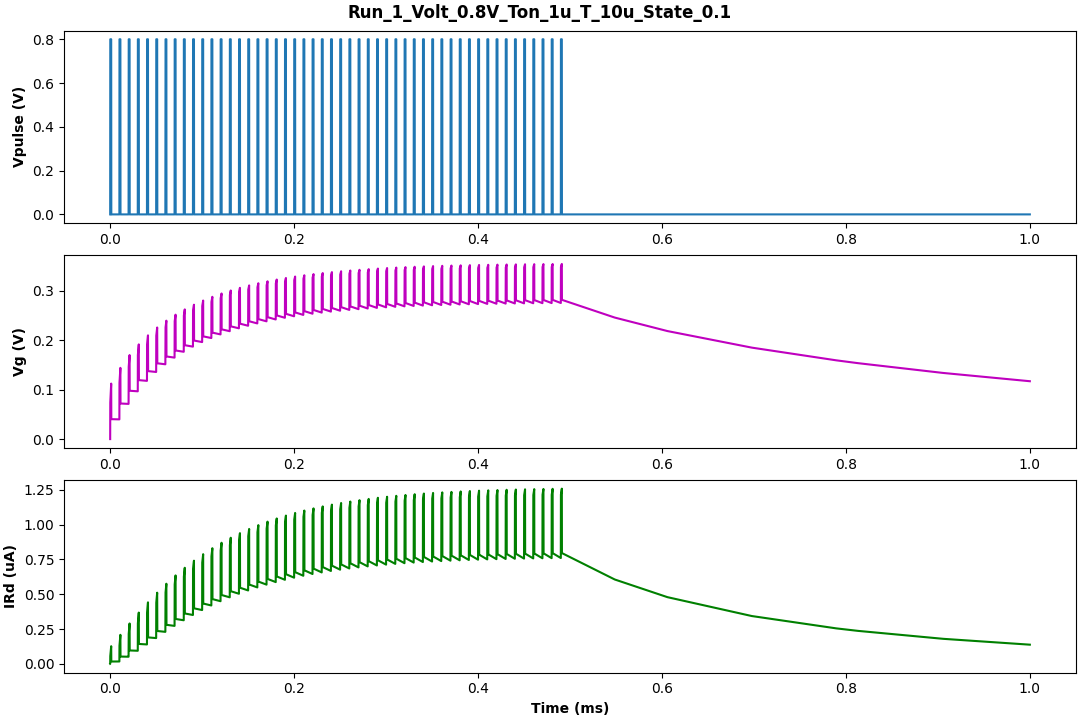 Run_1_Volt_0.8V_Ton_1u_T_10u_State_0.1
Vpulse (V)
0.8
0.6
0.4
0.2
0.0
0.0 0.2 0.4 0.6 0.8 1.0
Vg (V)
0.3
0.2
0.1
0.0
0.0 0.2 0.4 0.6 0.8 1.0
IRd (uA)
1.25
1.00
0.75
0.50
0.25
0.00
0.0 0.2 0.4 0.6 0.8 1.0
Time (ms)